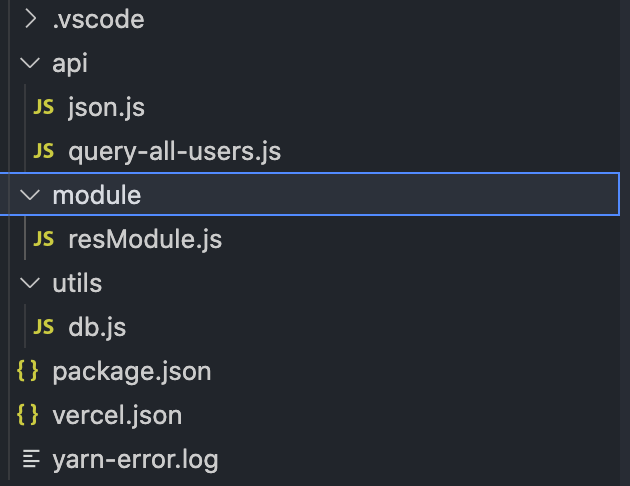 .vscode
api
JS json.js
JS query-all-users.js
module
JS resModule.js
utils
JS db.js
{} package.json
{} vercel.json
yarn-error.log